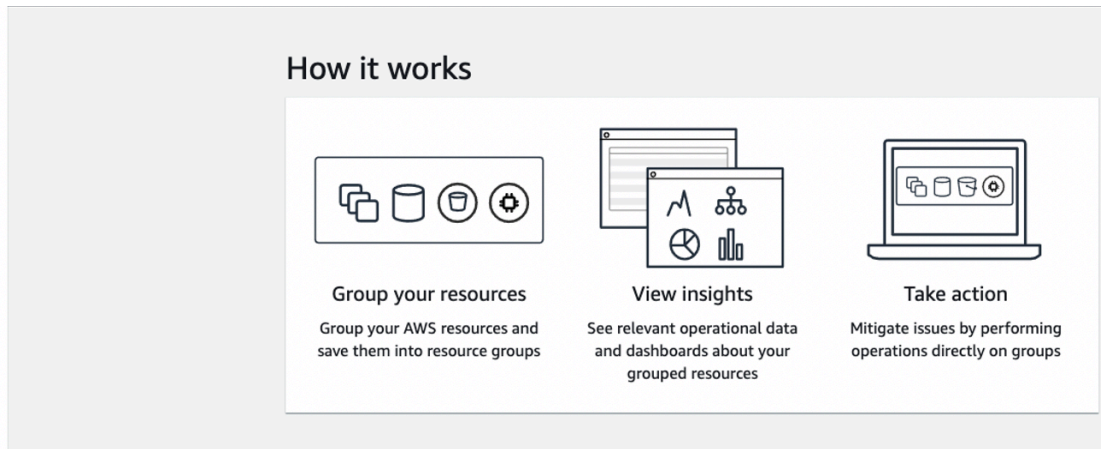 How it works
Group your resources
Group your AWS resources and
save them into resource groups
View insights
See relevant operational data
and dashboards about your
grouped resources
Take action
Mitigate issues by performing
operations directly on groups